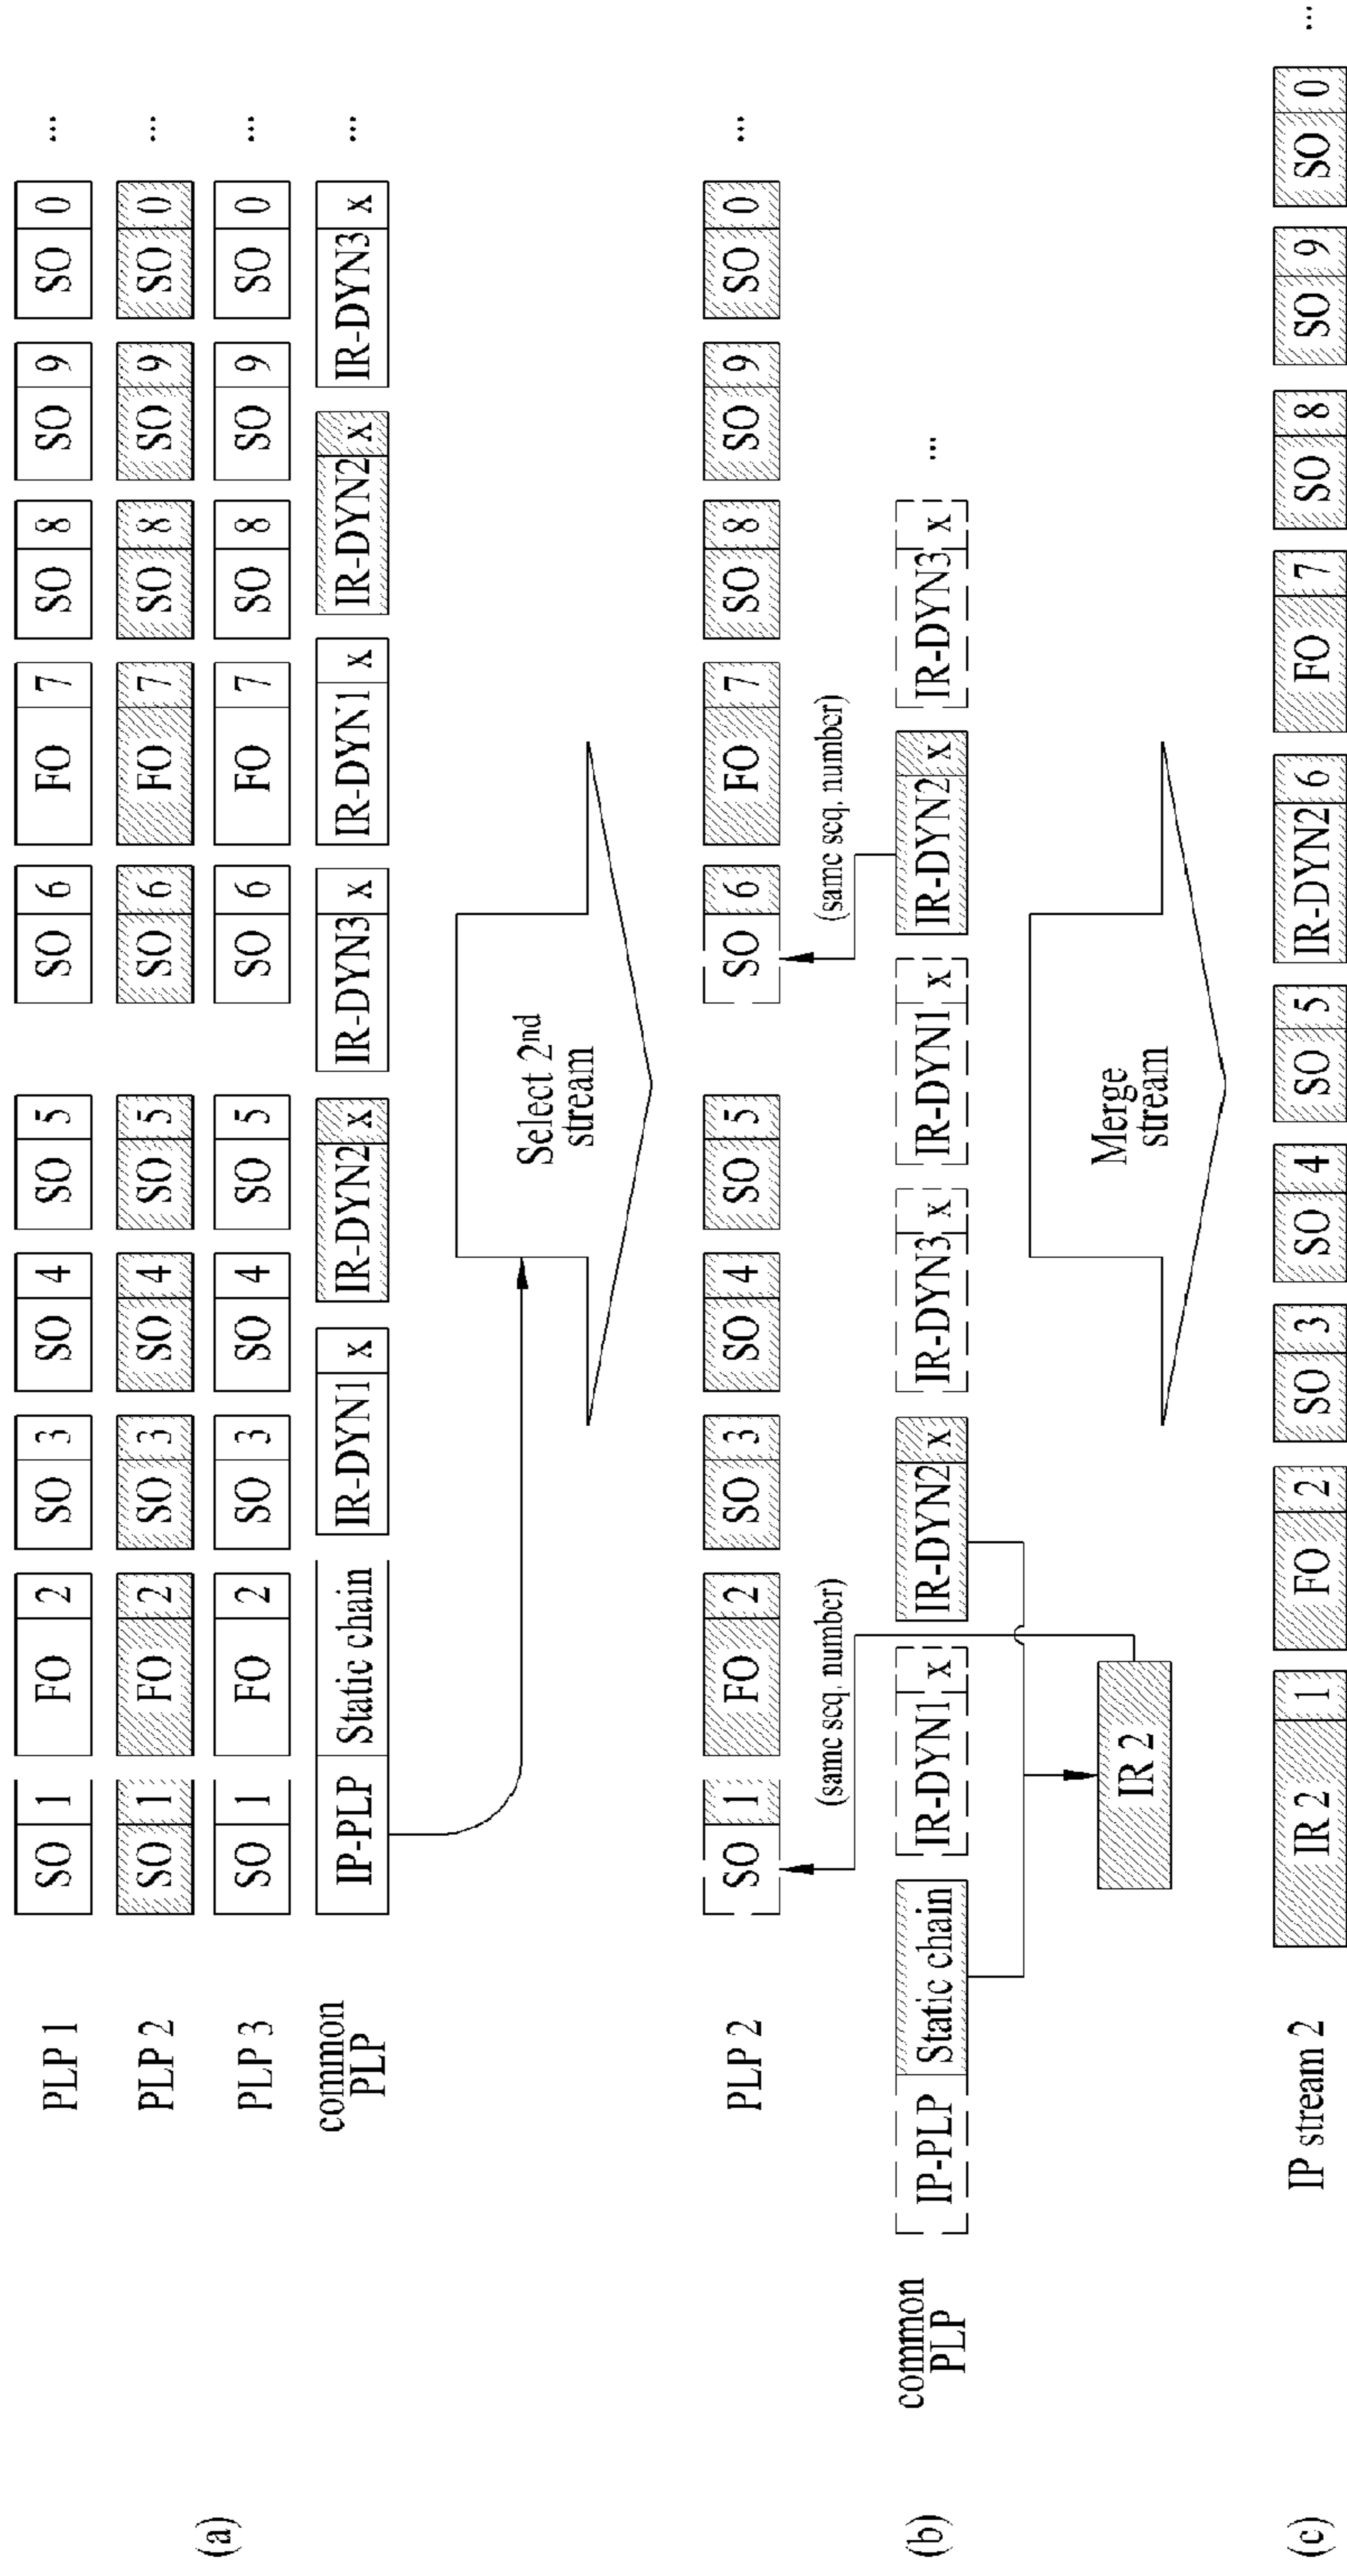 (a)
PLP 1 SO 1 FO 2 SO 3 SO 4 SO 5 SO 6 FO 7 SO 8 SO 9 SO 0 ...
PLP 2 SO 1 FO 2 SO 3 SO 4 SO 5 SO 6 FO 7 SO 8 SO 9 SO 0 ...
PLP 3 SO 1 FO 2 SO 3 SO 4 SO 5 SO 6 FO 7 SO 8 SO 9 SO 0 ...
common
PLP
IP-PLP Static chain IR-DYN1 x IR-DYN2 x IR-DYN3 x IR-DYN1 x IR-DYN2 x IR-DYN3 x ...
Select 2nd
stream
(b)
PLP 2 SO 1 FO 2 SO 3 SO 4 SO 5 SO 6 FO 7 SO 8 SO 9 SO 0 ...
(same seq. number) (same seq. number)
common
PLP
IP-PLP Static chain IR-DYN1 x IR-DYN2 x IR-DYN3 x IR-DYN1 x IR-DYN2 x IR-DYN3 x ...
IR 2
Merge
stream
(c)
IP stream 2 IR 2 1 FO 2 SO 3 SO 4 SO 5 IR-DYN2 6 FO 7 SO 8 SO 9 SO 0 ...